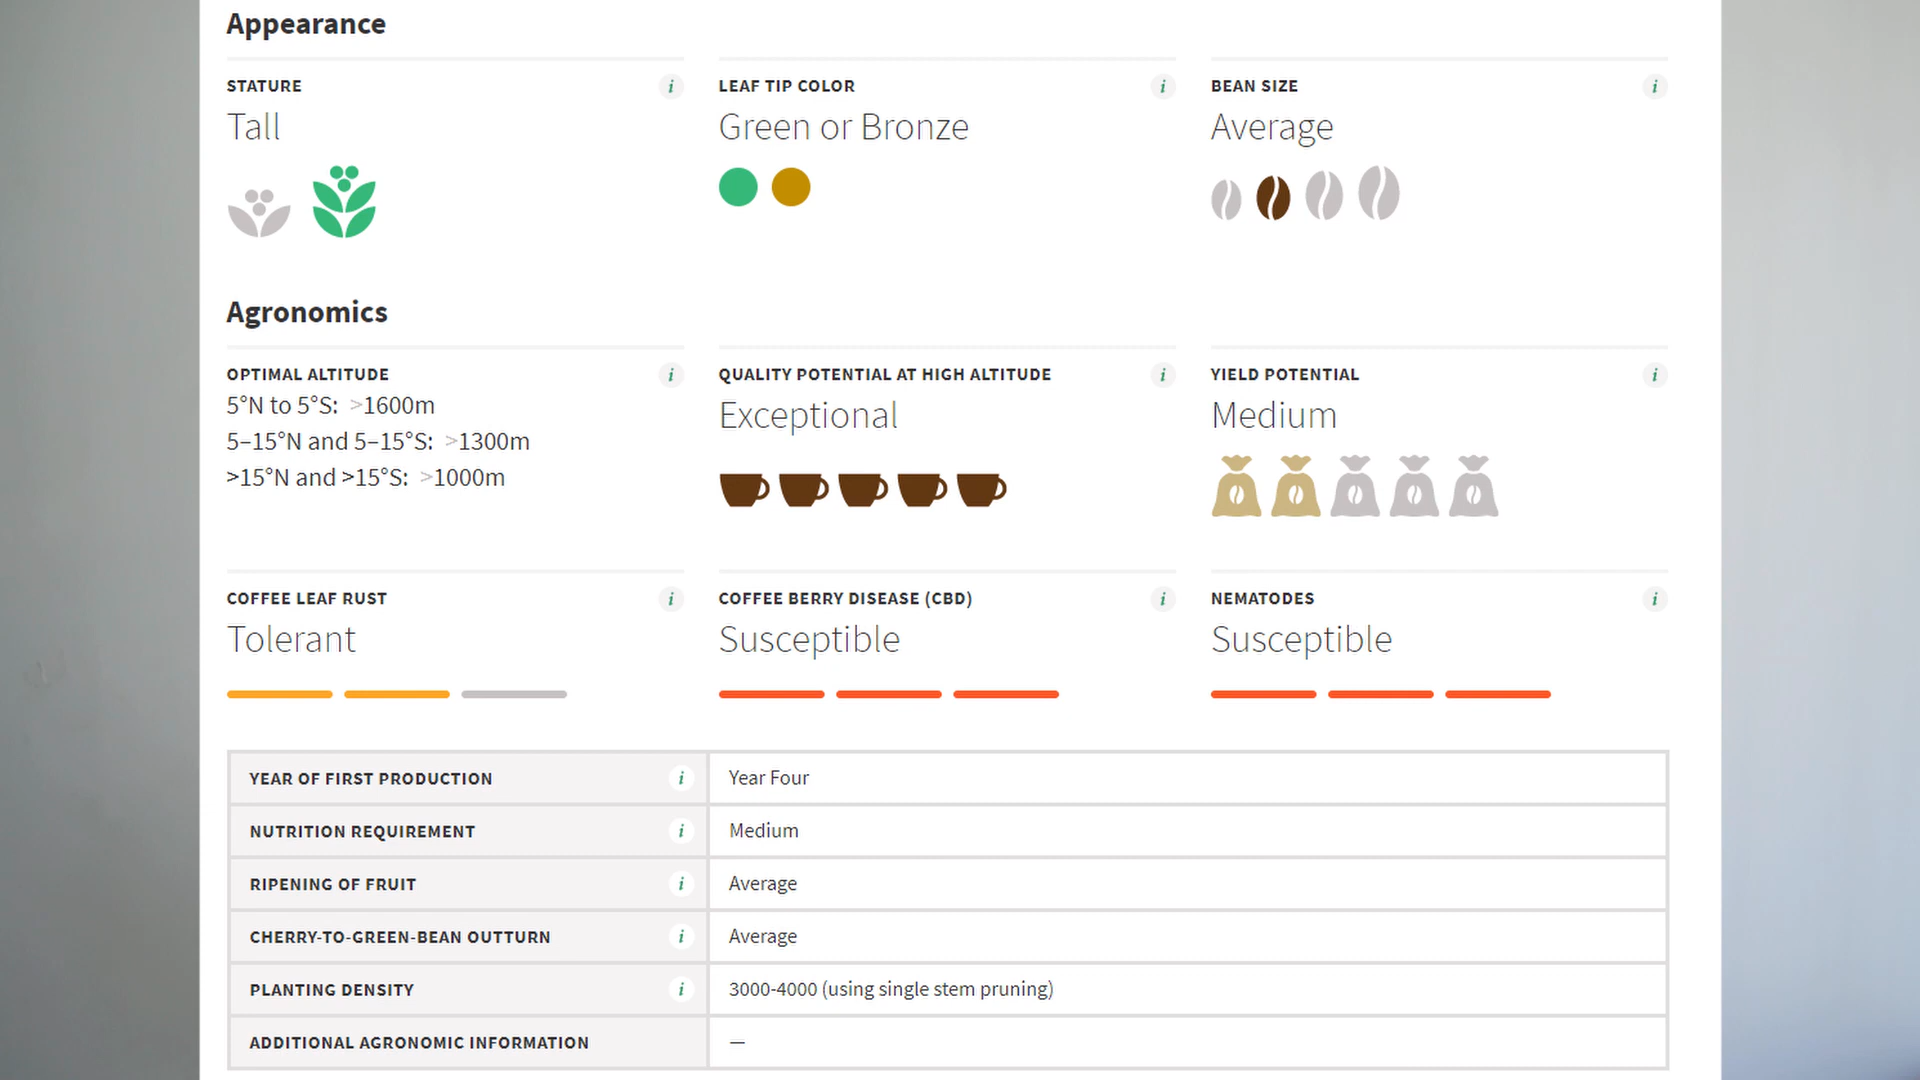 Appearance
STATURE i
Tall
LEAF TIP COLOR i
Green or Bronze
BEAN SIZE i
Average
Agronomics
OPTIMAL ALTITUDE i
5°N to 5°S: >1600m
5–15°N and 5–15°S: >1300m
>15°N and >15°S: >1000m
QUALITY POTENTIAL AT HIGH ALTITUDE i
Exceptional
YIELD POTENTIAL i
Medium
COFFEE LEAF RUST i
Tolerant
COFFEE BERRY DISEASE (CBD) i
Susceptible
NEMATODES i
Susceptible
YEAR OF FIRST PRODUCTION i Year Four
NUTRITION REQUIREMENT i Medium
RIPENING OF FRUIT i Average
CHERRY-TO-GREEN-BEAN OUTTURN i Average
PLANTING DENSITY i 3000-4000 (using single stem pruning)
ADDITIONAL AGRONOMIC INFORMATION —